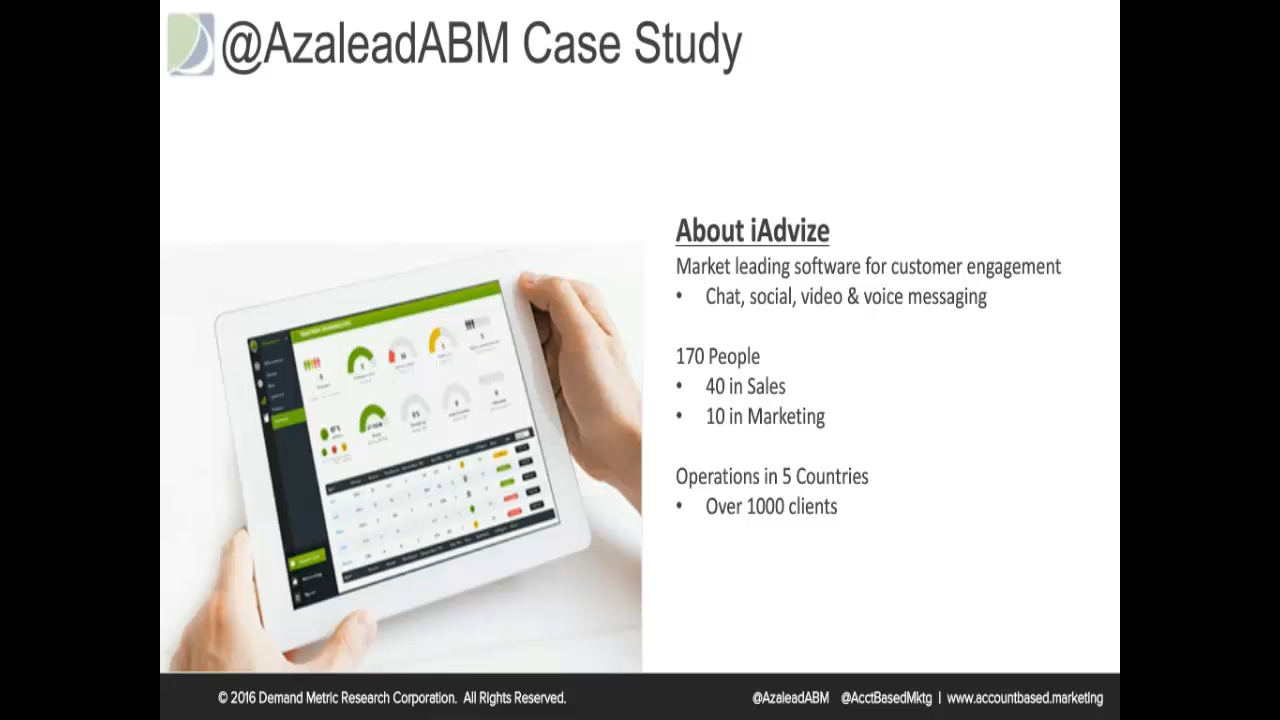 @AzaleadABM Case Study
About iAdvize
Market leading software for customer engagement
• Chat, social, video & voice messaging
170 People
• 40 in Sales
• 10 in Marketing
Operations in 5 Countries
• Over 1000 clients
© 2016 Demand Metric Research Corporation. All Rights Reserved.
@AzaleadABM @AcctBasedMktg | www.accountbased.marketing